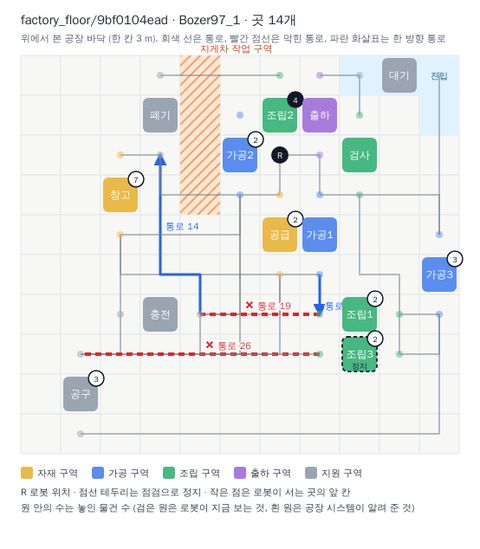 factory_floor/9bf0104ead · Bozer97_1 · 곳 14개
위에서 본 공장 바닥 (한 칸 3 m). 회색 선은 통로, 빨간 점선은 막힌 통로, 파란 화살표는 한 방향 통로
지게차 작업 구역
대기
폐기
조립2
4
출하
가공2
2
R
검사
창고
7
통로 14
공급
2
가공1
가공3
3
✖ 통로 19
통로
충전
조립1
2
✖ 통로 26
조립3
2
정지
공구
3
자재 구역
가공 구역
조립 구역
출하 구역
지원 구역
R 로봇 위치 · 점선 테두리는 점검으로 정지 · 작은 점은 로봇이 서는 곳의 앞 칸
원 안의 수는 놓인 물건 수 (검은 원은 로봇이 지금 보는 것, 흰 원은 공장 시스템이 알려 준 것)